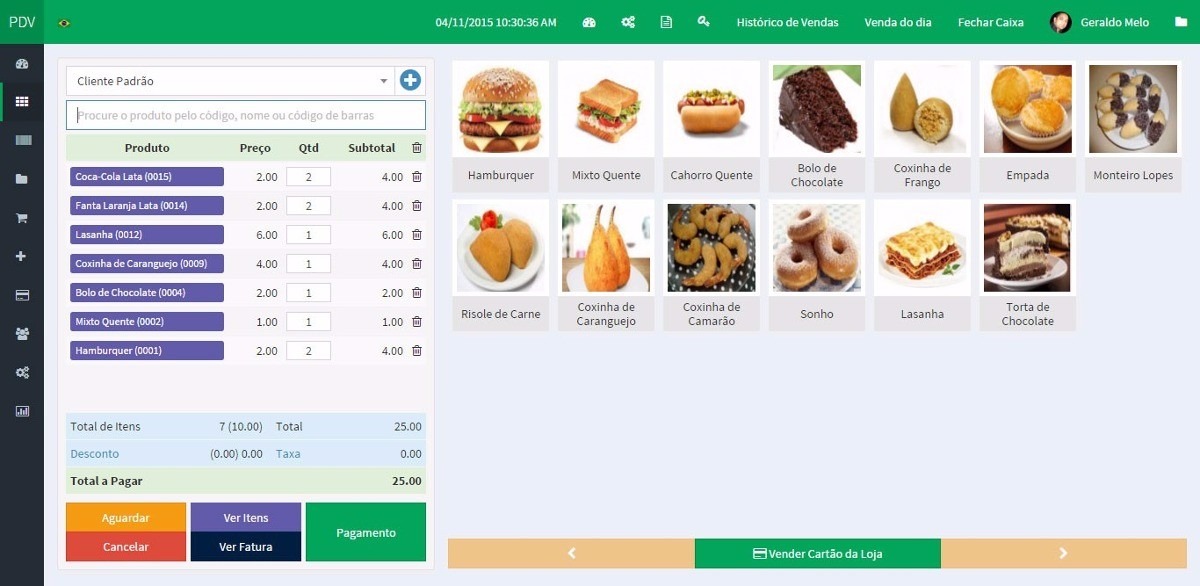 PDV
04/11/2015 10:30:36 AM
Histórico de Vendas
Venda do dia
Fechar Caixa
Geraldo Melo
Cliente Padrão
Procure o produto pelo código, nome ou código de barras
Produto Preço Qtd Subtotal
Coca-Cola Lata (0015) 2.00 2 4.00
Fanta Laranja Lata (0014) 2.00 2 4.00
Lasanha (0012) 6.00 1 6.00
Coxinha de Caranguejo (0009) 4.00 1 4.00
Bolo de Chocolate (0004) 2.00 1 2.00
Mixto Quente (0002) 1.00 1 1.00
Hamburquer (0001) 2.00 2 4.00
Total de Itens 7 (10.00) Total 25.00
Desconto (0.00) 0.00 Taxa 0.00
Total a Pagar 25.00
Aguardar
Cancelar
Ver Itens
Ver Fatura
Pagamento
Hamburquer
Mixto Quente
Cahorro Quente
Bolo de
Chocolate
Coxinha de
Frango
Empada
Monteiro Lopes
Risole de Carne
Coxinha de
Caranguejo
Coxinha de
Camarão
Sonho
Lasanha
Torta de
Chocolate
Vender Cartão da Loja